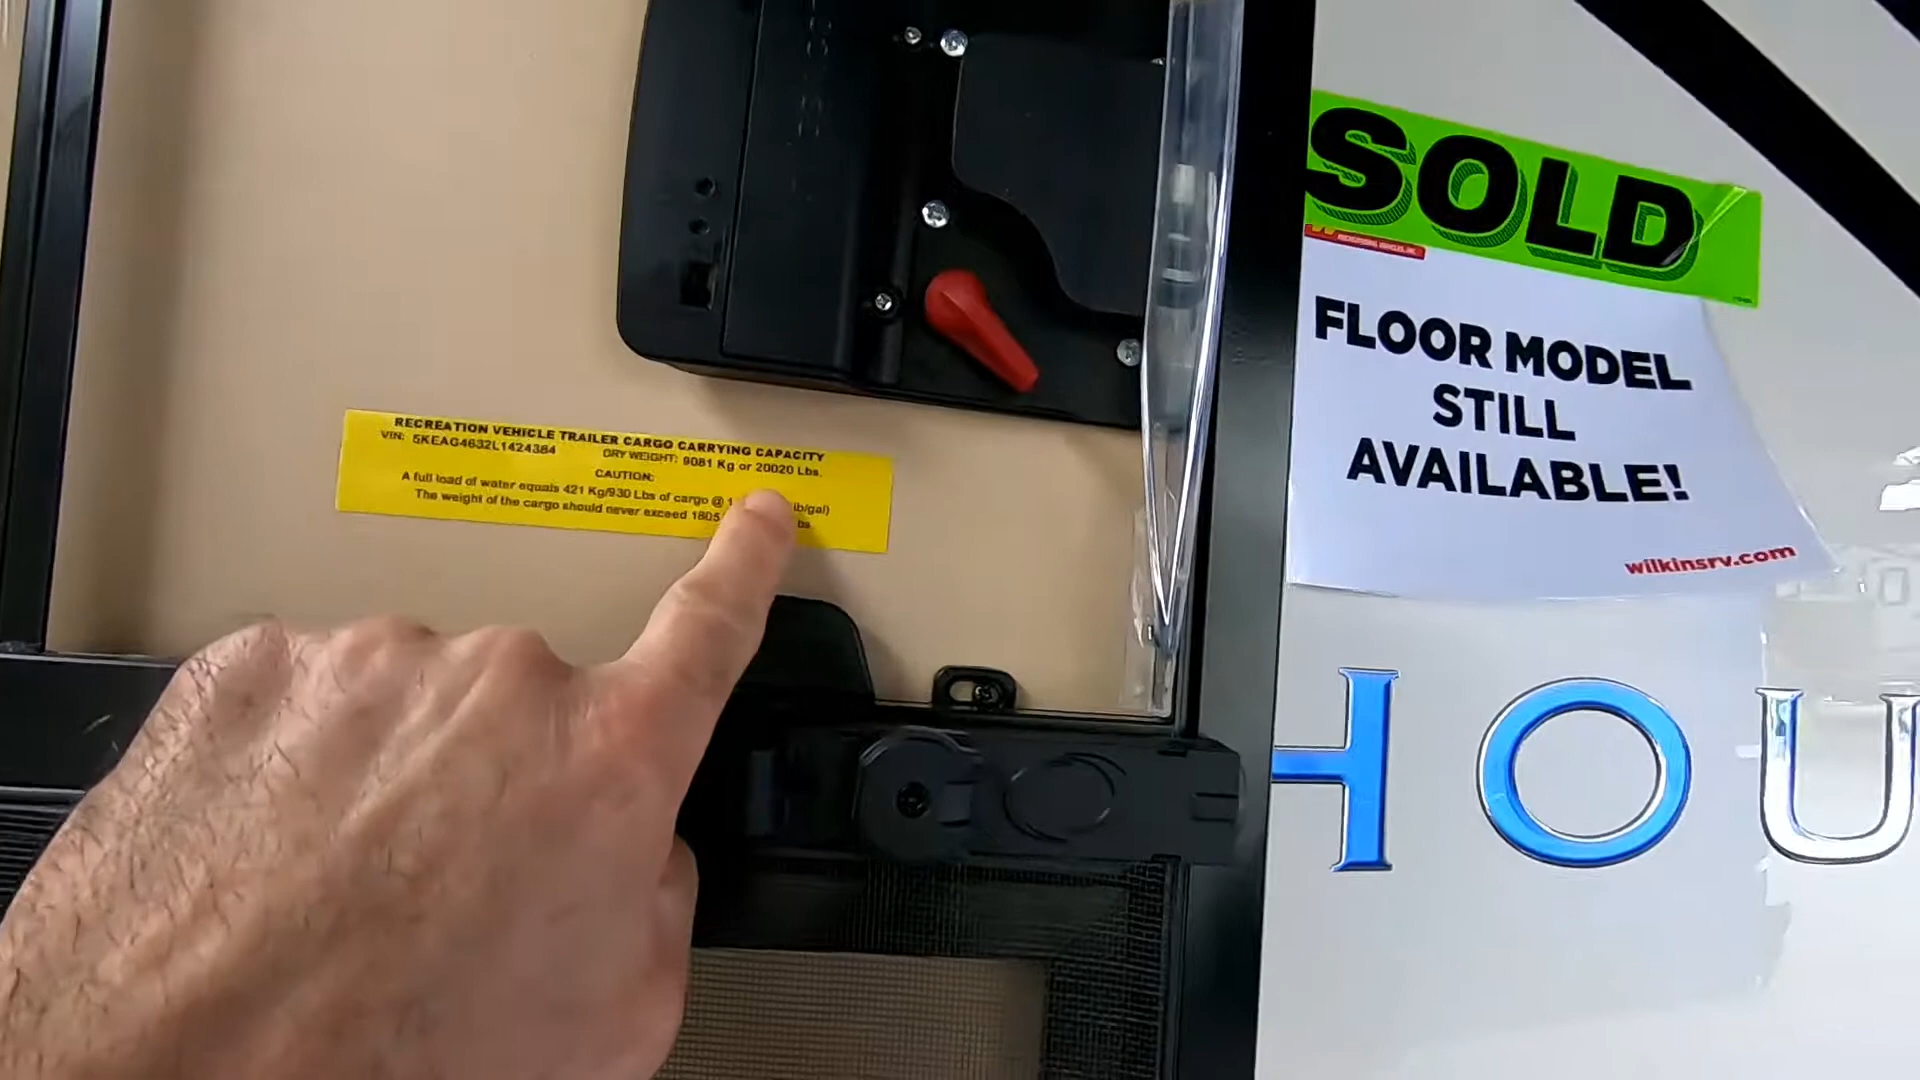 RECREATION VEHICLE TRAILER CARGO CARRYING CAPACITY
VIN: 5KEAG4632L1424384 DRY WEIGHT: 9081 Kg or 20020 Lbs.
CAUTION:
A full load of water equals 421 Kg/930 Lbs of cargo @ 1 lb/gal)
The weight of the cargo should never exceed 1805 lbs
SOLD
FLOOR MODEL
STILL
AVAILABLE!
wilkinsrv.com
HOU